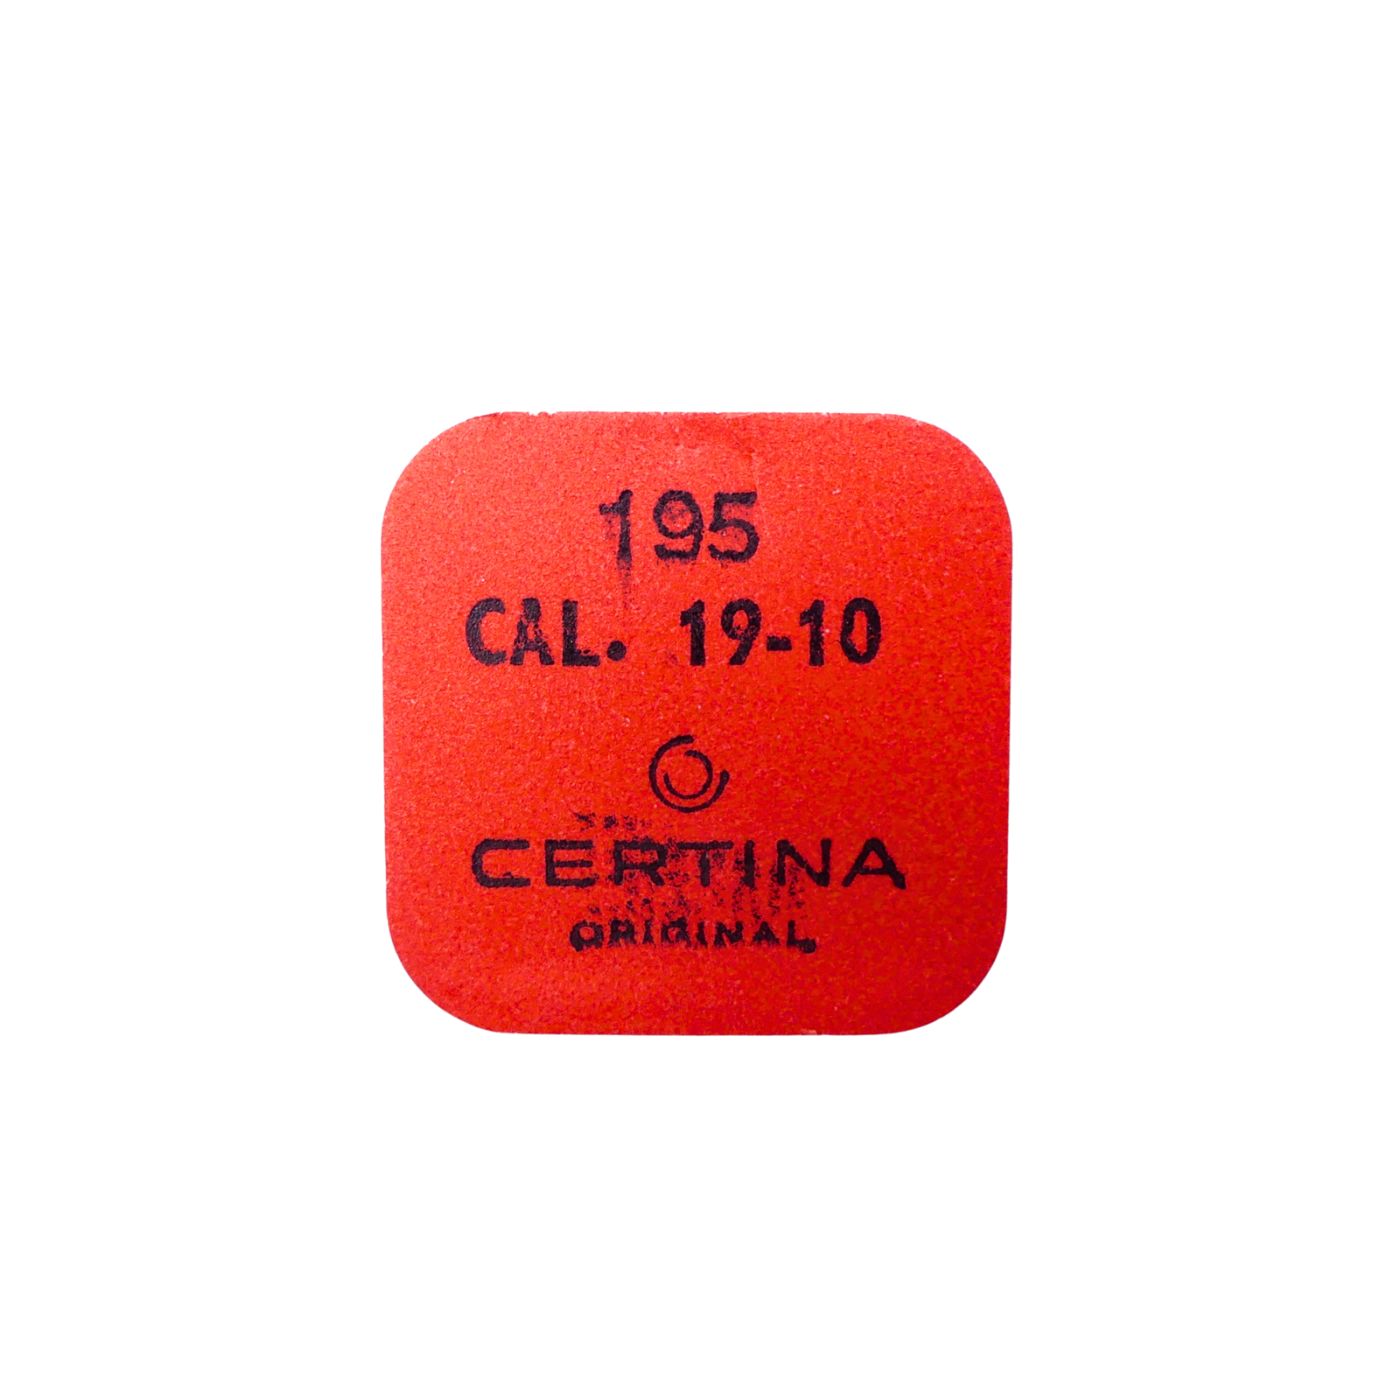 195
CAL. 19-10
CERTINA
ORIGINAL